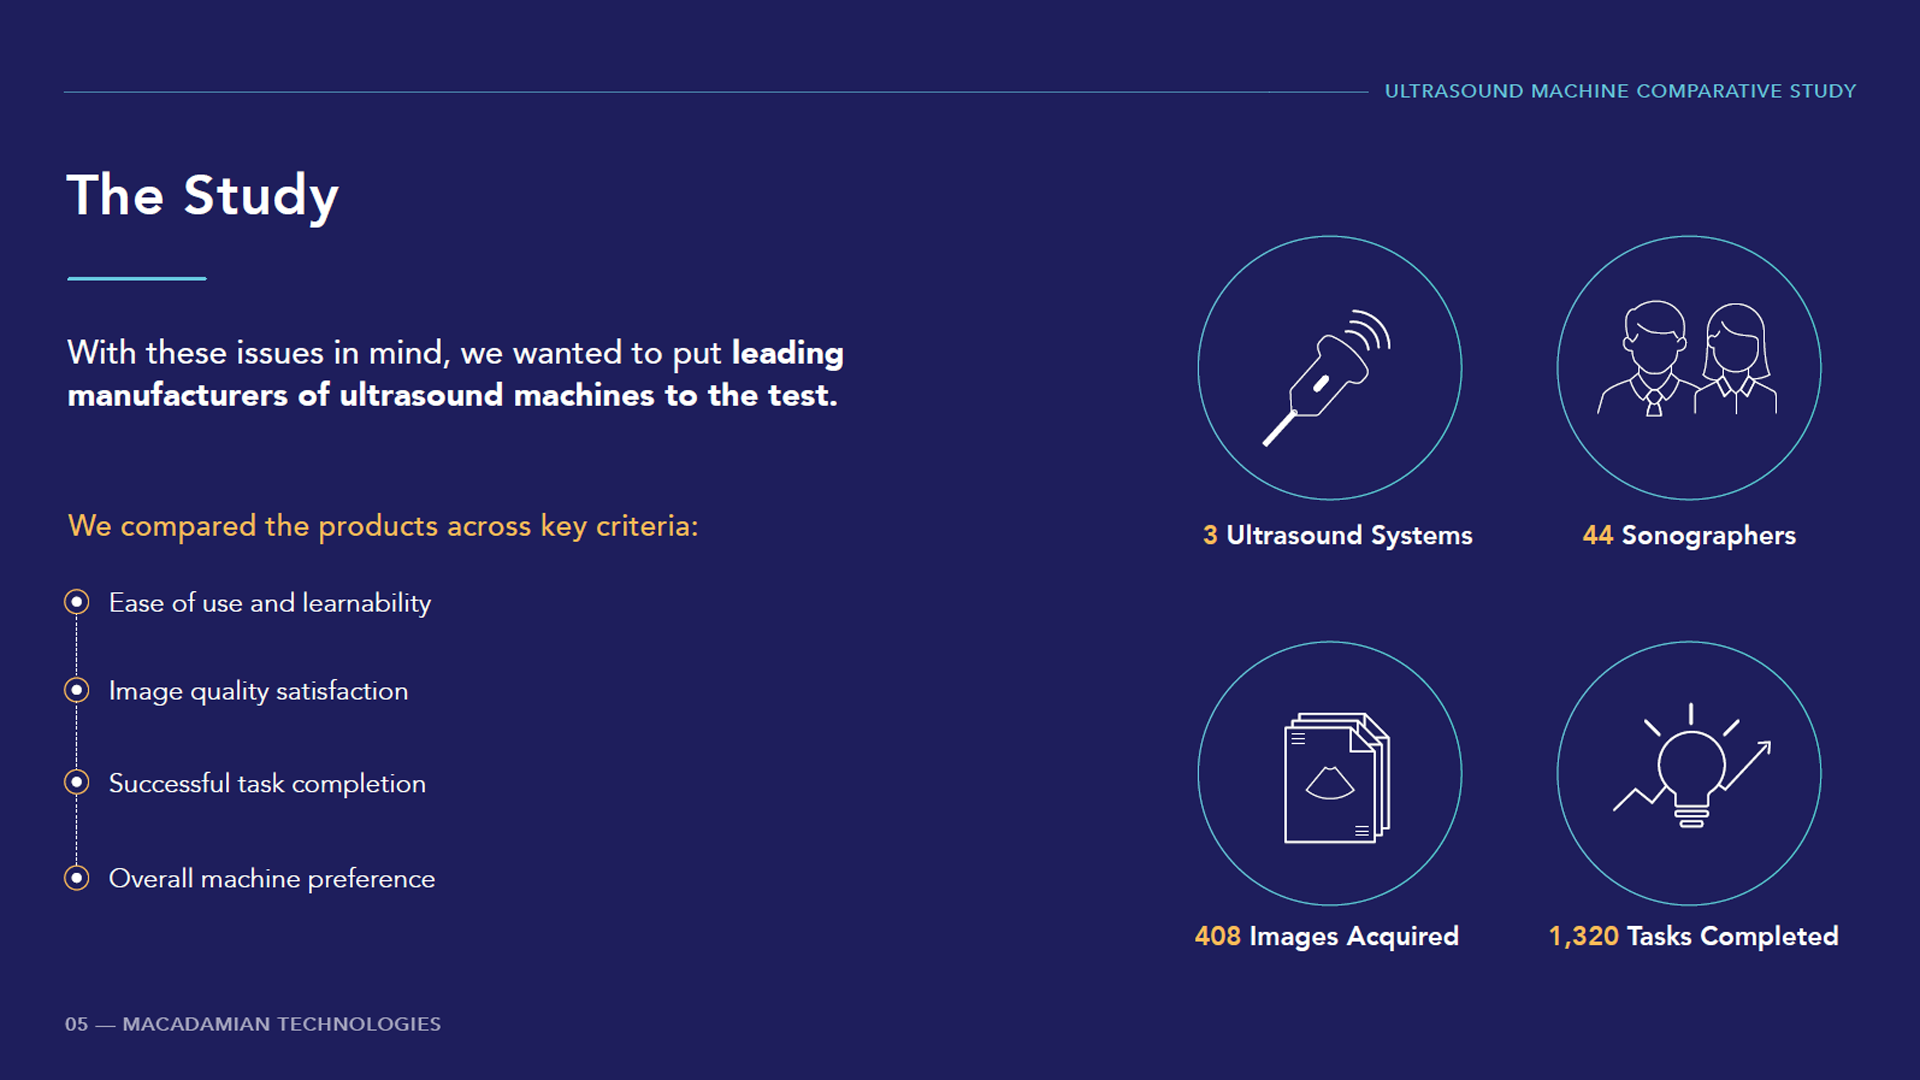 ULTRASOUND MACHINE COMPARATIVE STUDY
The Study
With these issues in mind, we wanted to put leading
manufacturers of ultrasound machines to the test.
We compared the products across key criteria:
Ease of use and learnability
Image quality satisfaction
Successful task completion
Overall machine preference
3 Ultrasound Systems
44 Sonographers
408 Images Acquired
1,320 Tasks Completed
05 — MACADAMIAN TECHNOLOGIES